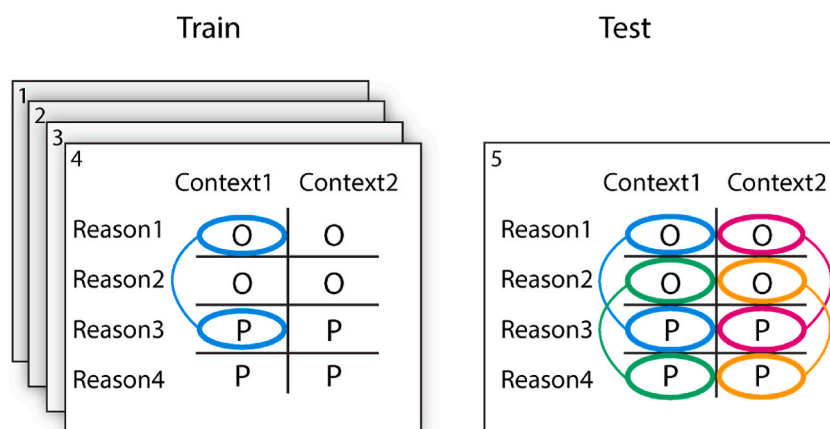 Train
Test
1
2
3
4
Context1 Context2
Reason1 O O
Reason2 O O
Reason3 P P
Reason4 P P
5
Context1 Context2
Reason1 O O
Reason2 O O
Reason3 P P
Reason4 P P